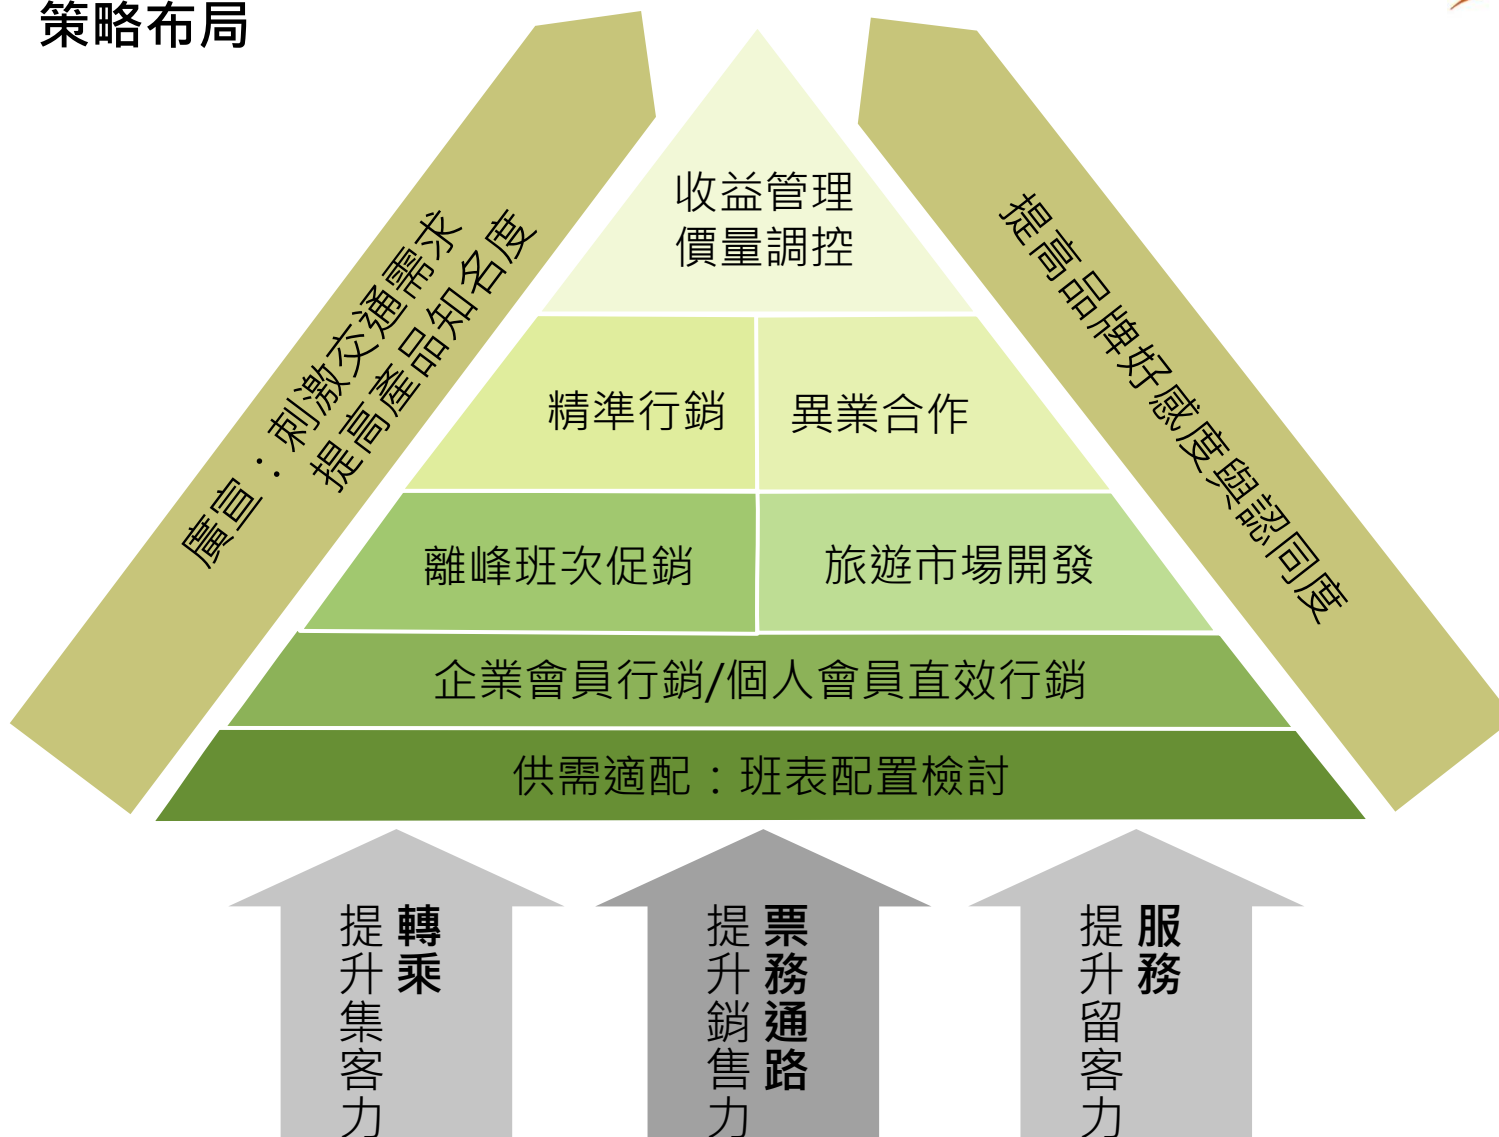 策略布局
收益管理
價量調控
廣宣：刺激交通需求
提高產品知名度
提高品牌好感度與認同度
精準行銷
異業合作
離峰班次促銷
旅遊市場開發
企業會員行銷/個人會員直效行銷
供需適配：班表配置檢討
轉乘
提升集客力
票務通路
提升銷售力
服務
提升留客力